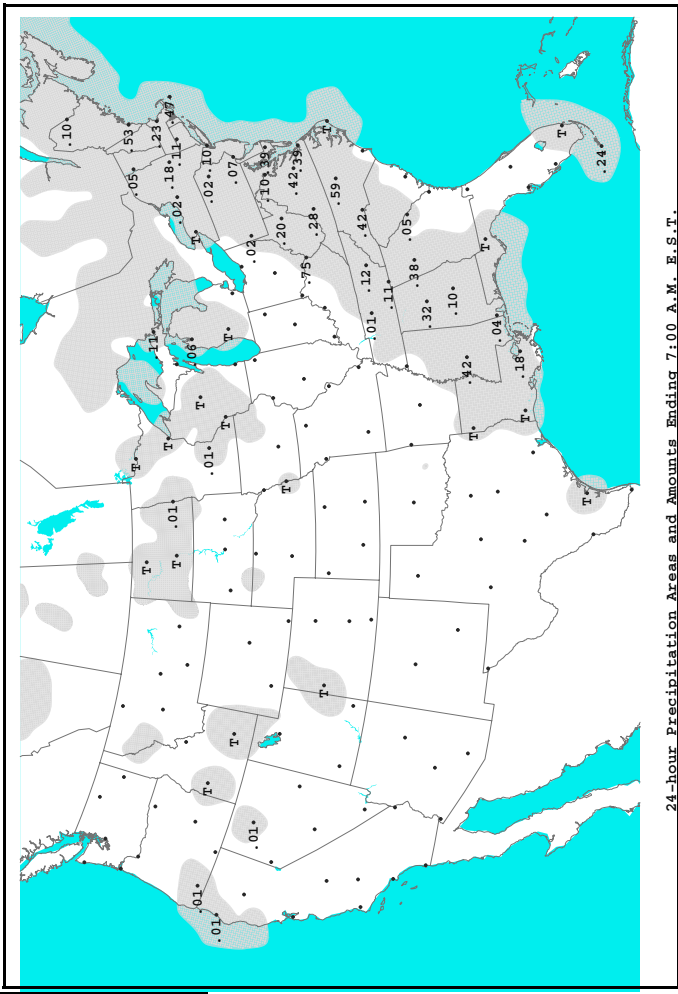 .10
.53
.05
T
T
.11
.23
T
.47
.18
.01
.11
T
.02
.06
T
.01
T
.10
T
.02
.01
.01
T
T
.07
T
.02
.01
.10
.39
.20
T
.42
.39
.75
.28
T
T
.59
.42
.12
.01
.11
.05
.38
.32
.10
.42
T
T
.04
.18
T
T
T
.24
24-hour Precipitation Areas and Amounts Ending 7:00 A.M. E.S.T.